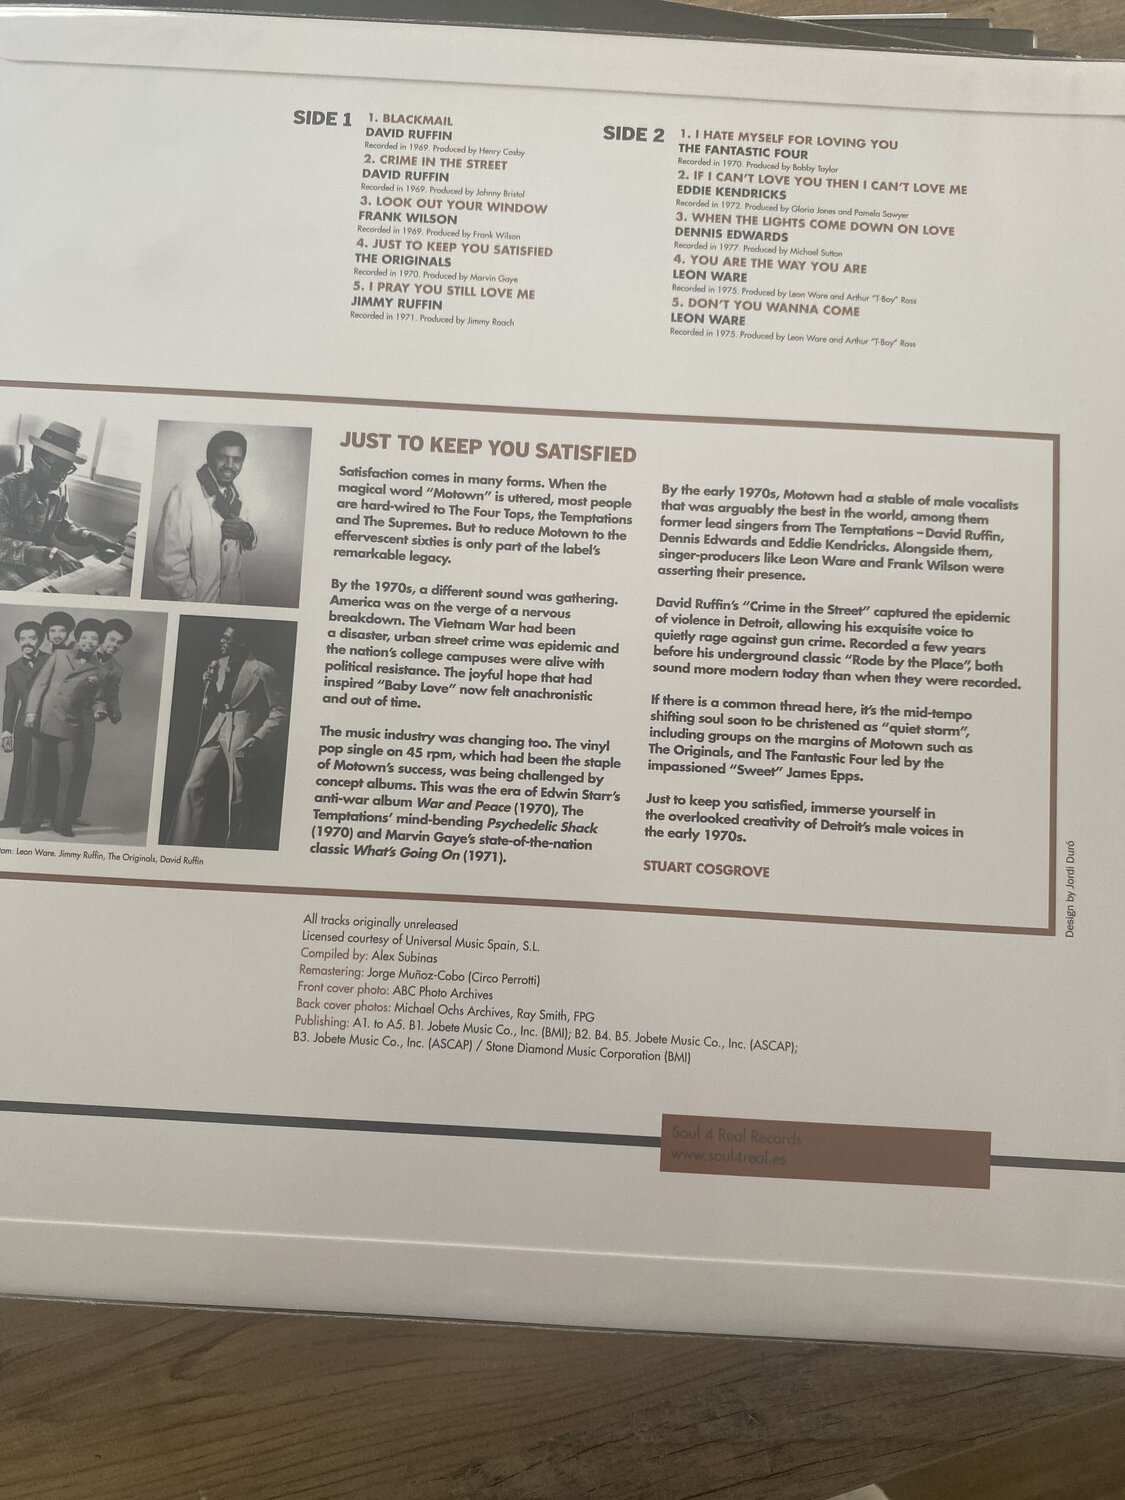 SIDE 1
1. BLACKMAIL
DAVID RUFFIN
Recorded in 1969. Produced by Henry Cosby
2. CRIME IN THE STREET
DAVID RUFFIN
Recorded in 1969. Produced by Johnny Bristol
3. LOOK OUT YOUR WINDOW
FRANK WILSON
Recorded in 1969. Produced by Frank Wilson
4. JUST TO KEEP YOU SATISFIED
THE ORIGINALS
Recorded in 1970. Produced by Marvin Gaye
5. I PRAY YOU STILL LOVE ME
JIMMY RUFFIN
Recorded in 1971. Produced by Jimmy Roach
SIDE 2
1. I HATE MYSELF FOR LOVING YOU
THE FANTASTIC FOUR
Recorded in 1970. Produced by Bobby Taylor
2. IF I CAN'T LOVE YOU THEN I CAN'T LOVE ME
EDDIE KENDRICKS
Recorded in 1972. Produced by Gloria Jones and Pamela Sawyer
3. WHEN THE LIGHTS COME DOWN ON LOVE
DENNIS EDWARDS
Recorded in 1977. Produced by Michael Sutton
4. YOU ARE THE WAY YOU ARE
LEON WARE
Recorded in 1975. Produced by Leon Ware and Arthur "T-Boy" Ross
5. DON'T YOU WANNA COME
LEON WARE
Recorded in 1975. Produced by Leon Ware and Arthur "T-Boy" Ross
JUST TO KEEP YOU SATISFIED
Satisfaction comes in many forms. When the
magical word "Motown" is uttered, most people
are hard-wired to The Four Tops, the Temptations
and The Supremes. But to reduce Motown to the
effervescent sixties is only part of the label's
remarkable legacy.
By the 1970s, a different sound was gathering.
America was on the verge of a nervous
breakdown. The Vietnam War had been
a disaster, urban street crime was epidemic and
the nation's college campuses were alive with
political resistance. The joyful hope that had
inspired "Baby Love" now felt anachronistic
and out of time.
The music industry was changing too. The vinyl
pop single on 45 rpm, which had been the staple
of Motown's success, was being challenged by
concept albums. This was the era of Edwin Starr's
anti-war album War and Peace (1970), The
Temptations' mind-bending Psychedelic Shack
(1970) and Marvin Gaye's state-of-the-nation
classic What's Going On (1971).
By the early 1970s, Motown had a stable of male vocalists
that was arguably the best in the world, among them
former lead singers from The Temptations – David Ruffin,
Dennis Edwards and Eddie Kendricks. Alongside them,
singer-producers like Leon Ware and Frank Wilson were
asserting their presence.
David Ruffin's "Crime in the Street" captured the epidemic
of violence in Detroit, allowing his exquisite voice to
quietly rage against gun crime. Recorded a few years
before his underground classic "Rode by the Place", both
sound more modern today than when they were recorded.
If there is a common thread here, it's the mid-tempo
shifting soul soon to be christened as "quiet storm",
including groups on the margins of Motown such as
The Originals, and The Fantastic Four led by the
impassioned "Sweet" James Epps.
Just to keep you satisfied, immerse yourself in
the overlooked creativity of Detroit's male voices in
the early 1970s.
STUART COSGROVE
tom: Leon Ware. Jimmy Ruffin, The Originals, David Ruffin
Design by Jordi Duró
All tracks originally unreleased
Licensed courtesy of Universal Music Spain, S.L.
Compiled by: Alex Subinas
Remastering: Jorge Muñoz-Cobo (Circo Perrotti)
Front cover photo: ABC Photo Archives
Back cover photos: Michael Ochs Archives, Ray Smith, FPG
Publishing: A1. to A5. B1. Jobete Music Co., Inc. (BMI); B2. B4. B5. Jobete Music Co., Inc. (ASCAP);
B3. Jobete Music Co., Inc. (ASCAP) / Stone Diamond Music Corporation (BMI)
Soul 4 Real Records
www.soul4real.es